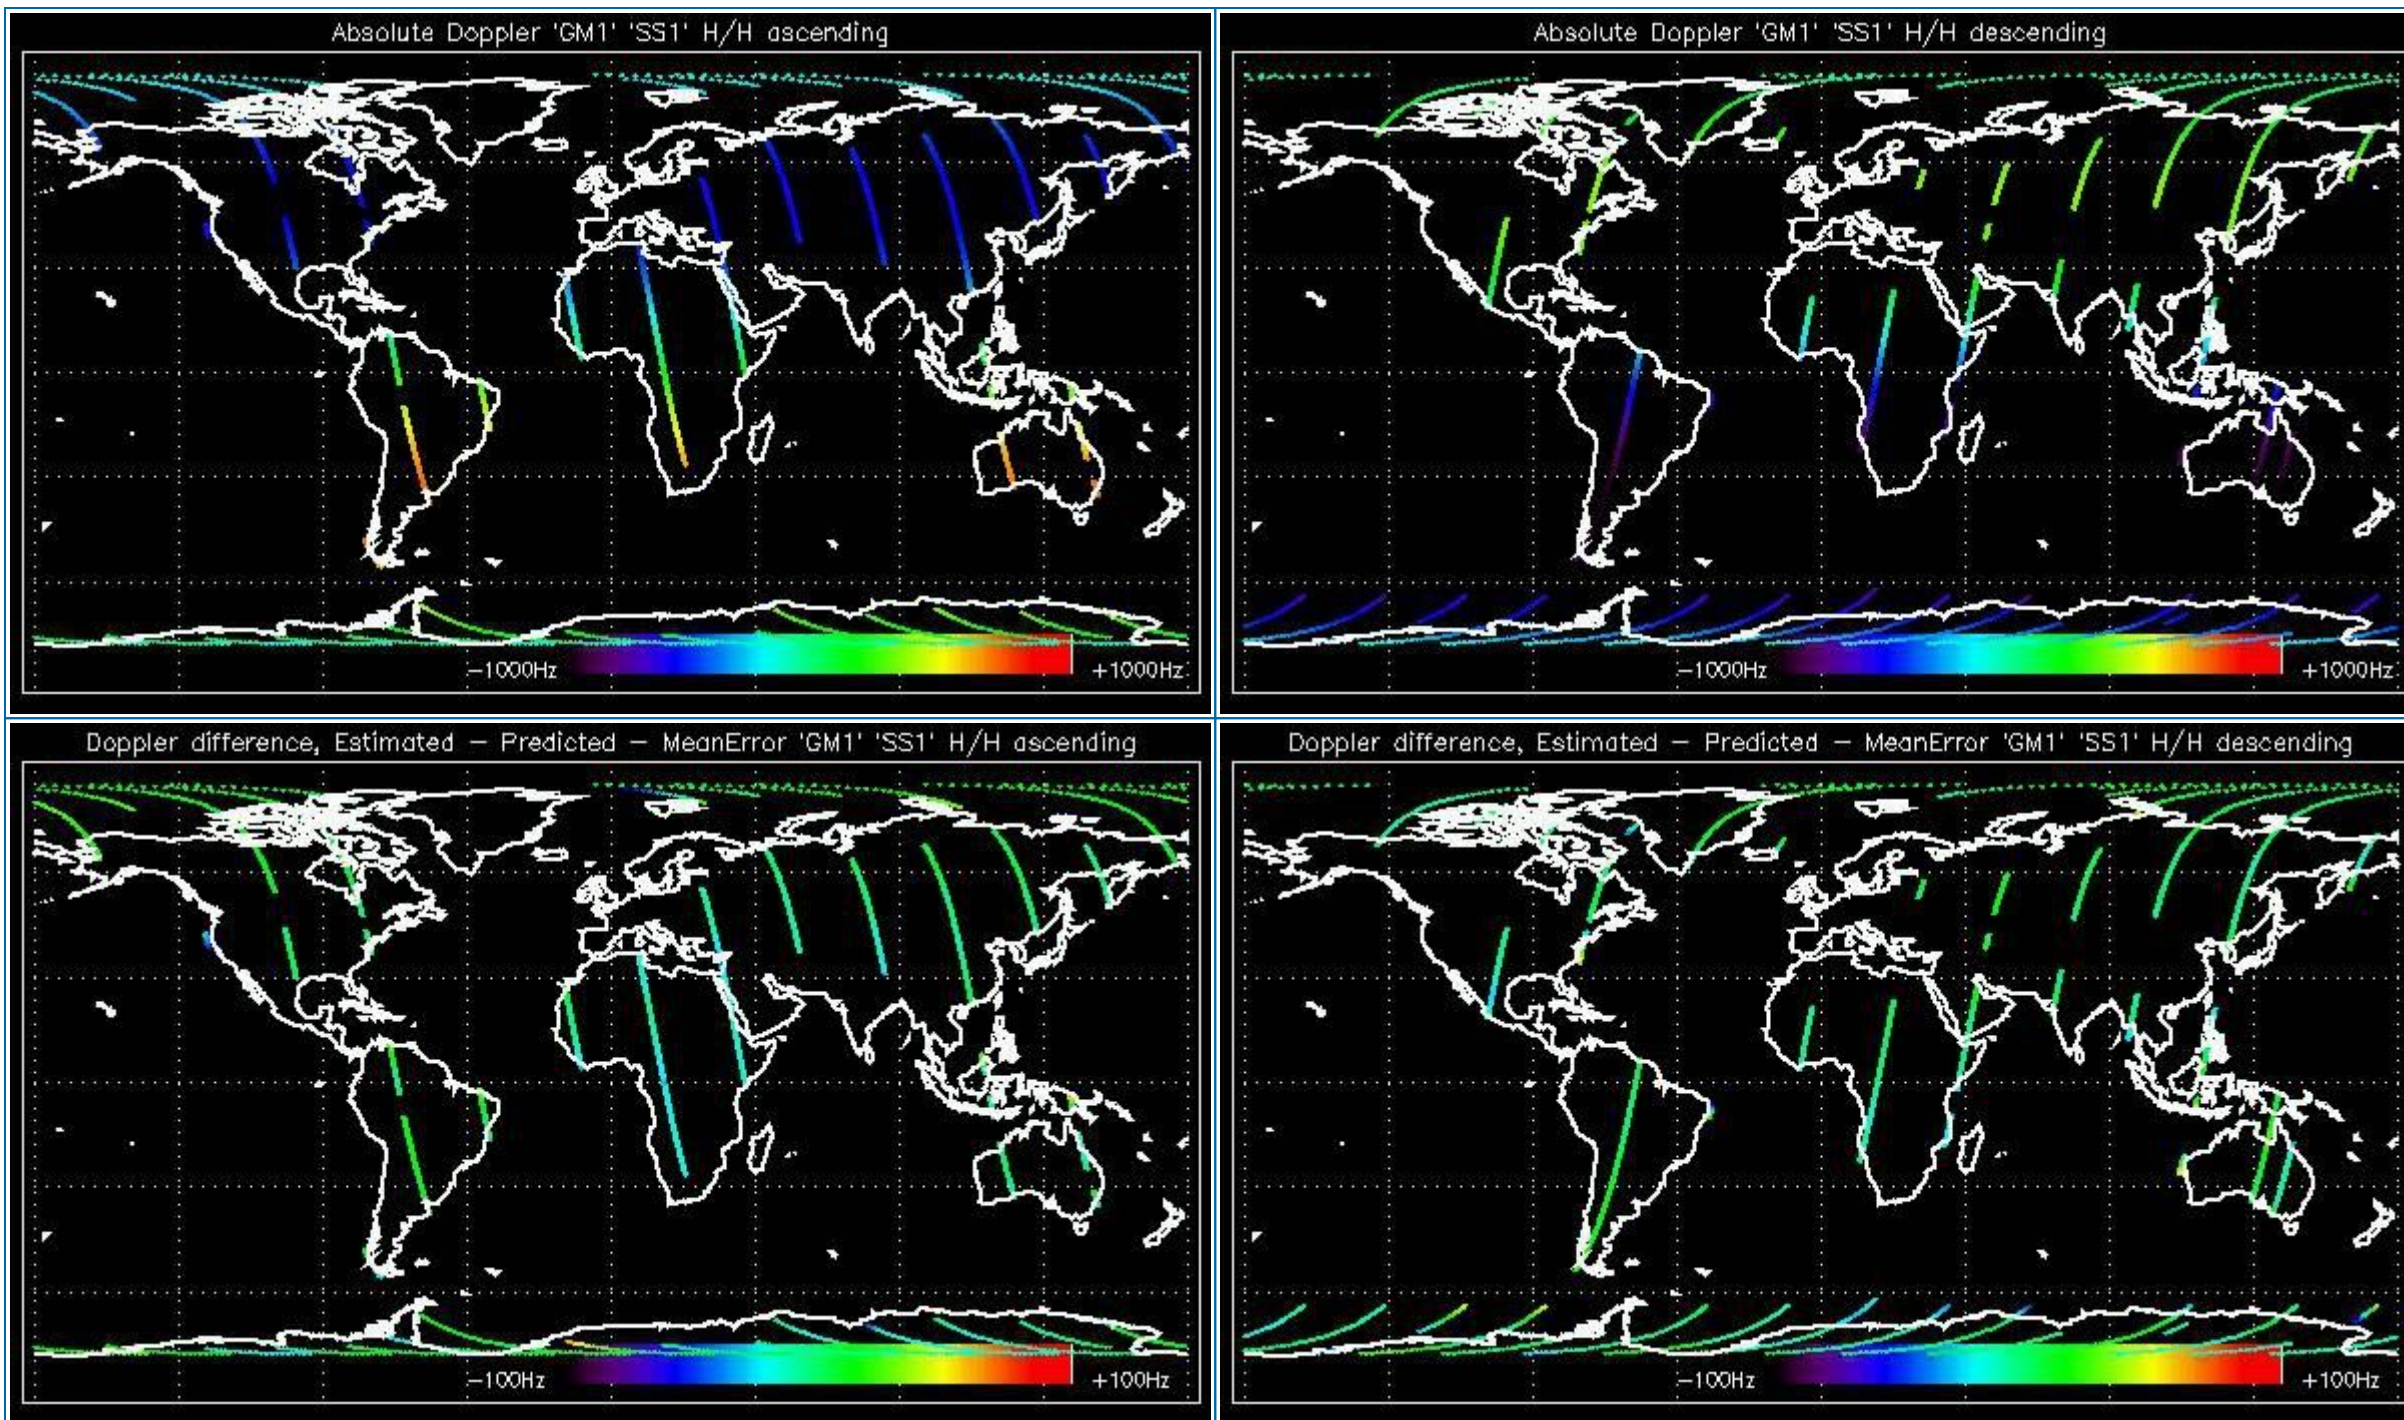 Absolute Doppler 'GM1' 'SS1' H/H ascending
-1000Hz
+1000Hz
Absolute Doppler 'GM1' 'SS1' H/H descending
-1000Hz
+1000Hz
Doppler difference, Estimated - Predicted - MeanError 'GM1' 'SS1' H/H ascending
-100Hz
+100Hz
Doppler difference, Estimated - Predicted - MeanError 'GM1' 'SS1' H/H descending
-100Hz
+100Hz